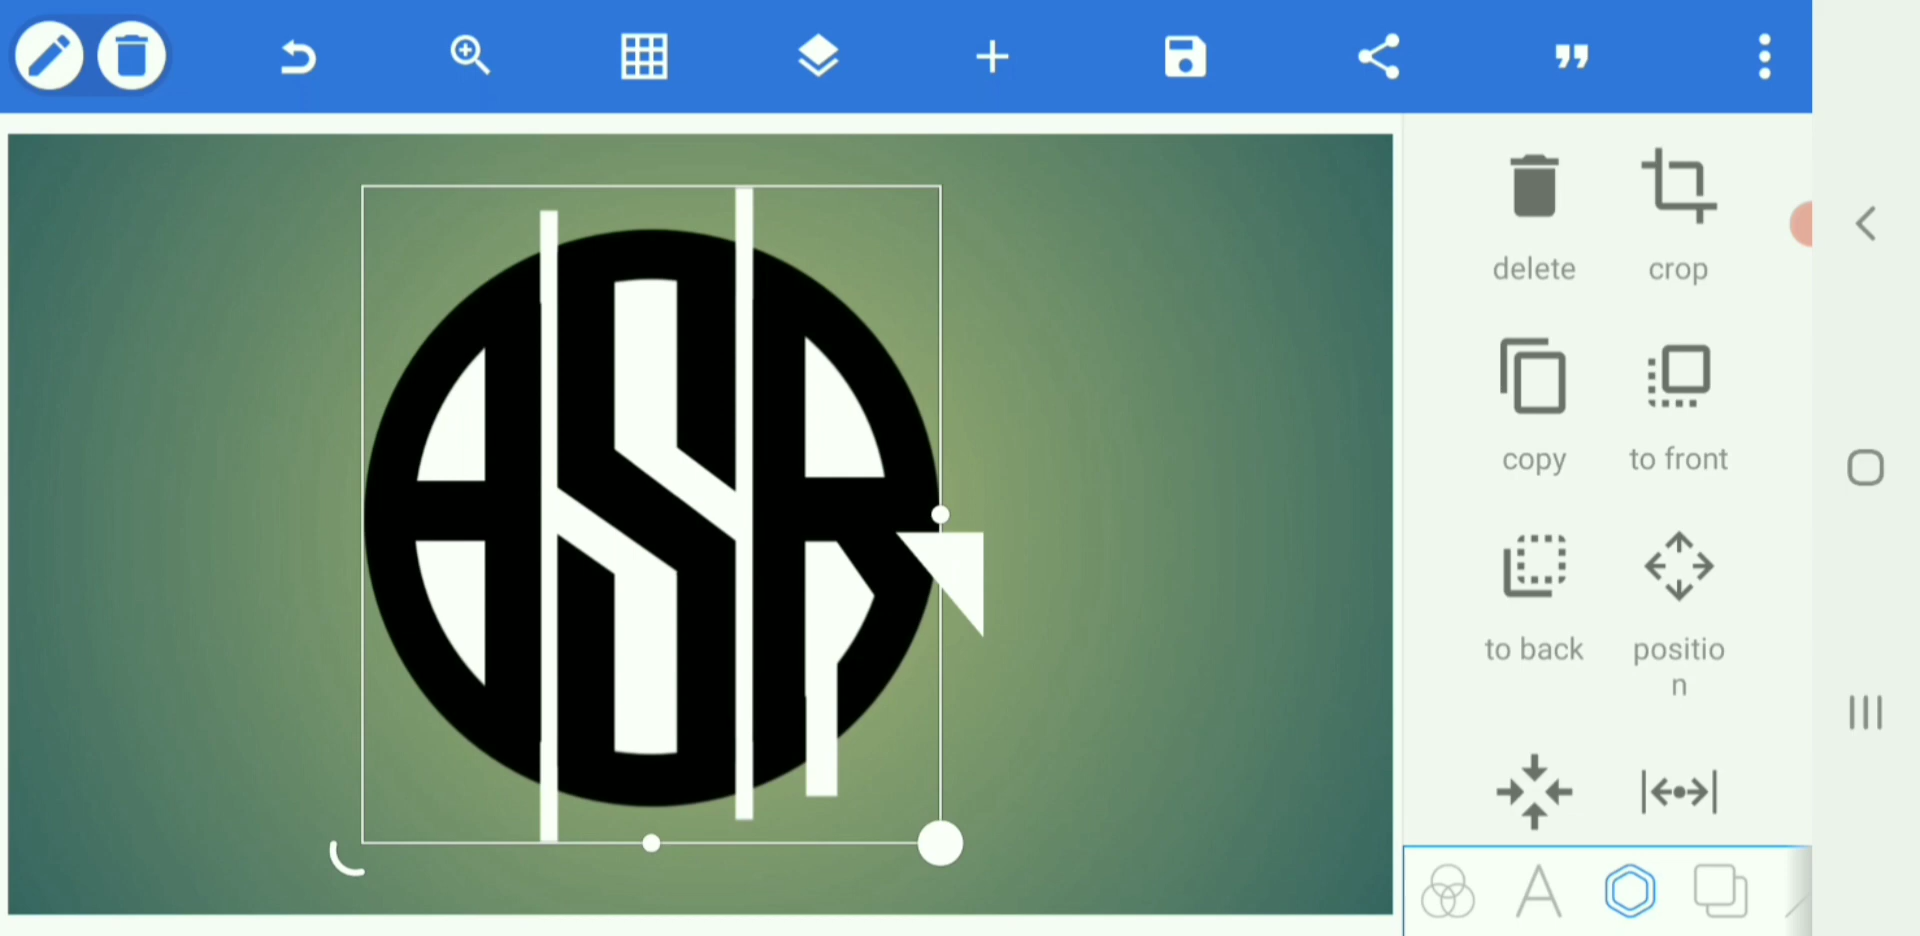 BSR
delete
crop
copy
to front
to back
positio
n